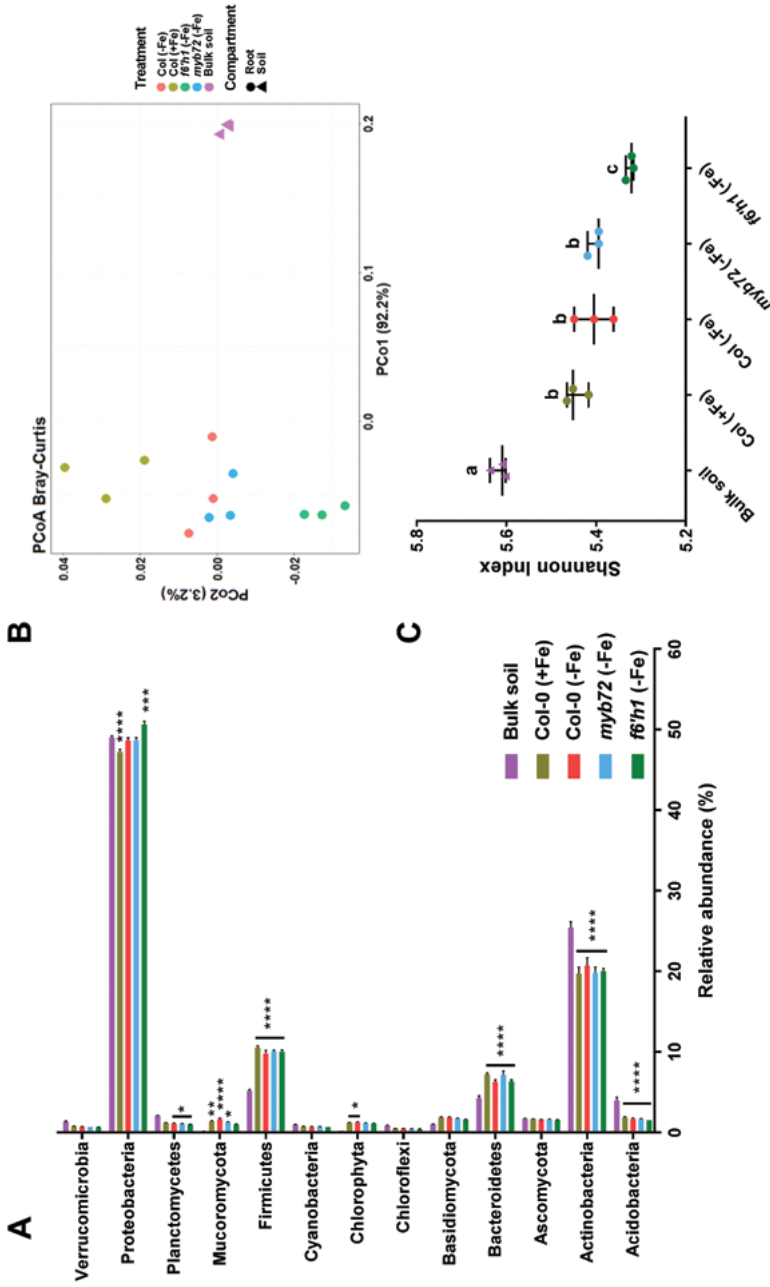 A
Verrucomicrobia
Proteobacteria
Planctomycetes
Mucoromycota
Firmicutes
Cyanobacteria
Chlorophyta
Chloroflexi
Basidiomycota
Bacteroidetes
Ascomycota
Actinobacteria
Acidobacteria
****
***
*
**
****
*
****
*
****
****
****
0
10
20
30
40
50
60
Relative abundance (%)
Bulk soil
Col-0 (+Fe)
Col-0 (-Fe)
myb72 (-Fe)
f6'h1 (-Fe)
B
PCoA Bray-Curtis
0.04
0.02
0.00
-0.02
PCo2 (3.2%)
0.0
0.1
0.2
PCo1 (92.2%)
Treatment
Col (-Fe)
Col (+Fe)
f6'h1 (-Fe)
myb72 (-Fe)
Bulk soil
Compartment
Root
Soil
C
5.8
5.6
5.4
5.2
Shannon Index
a
b
b
b
c
Bulk soil
Col (+Fe)
Col (-Fe)
myb72 (-Fe)
f6'h1 (-Fe)